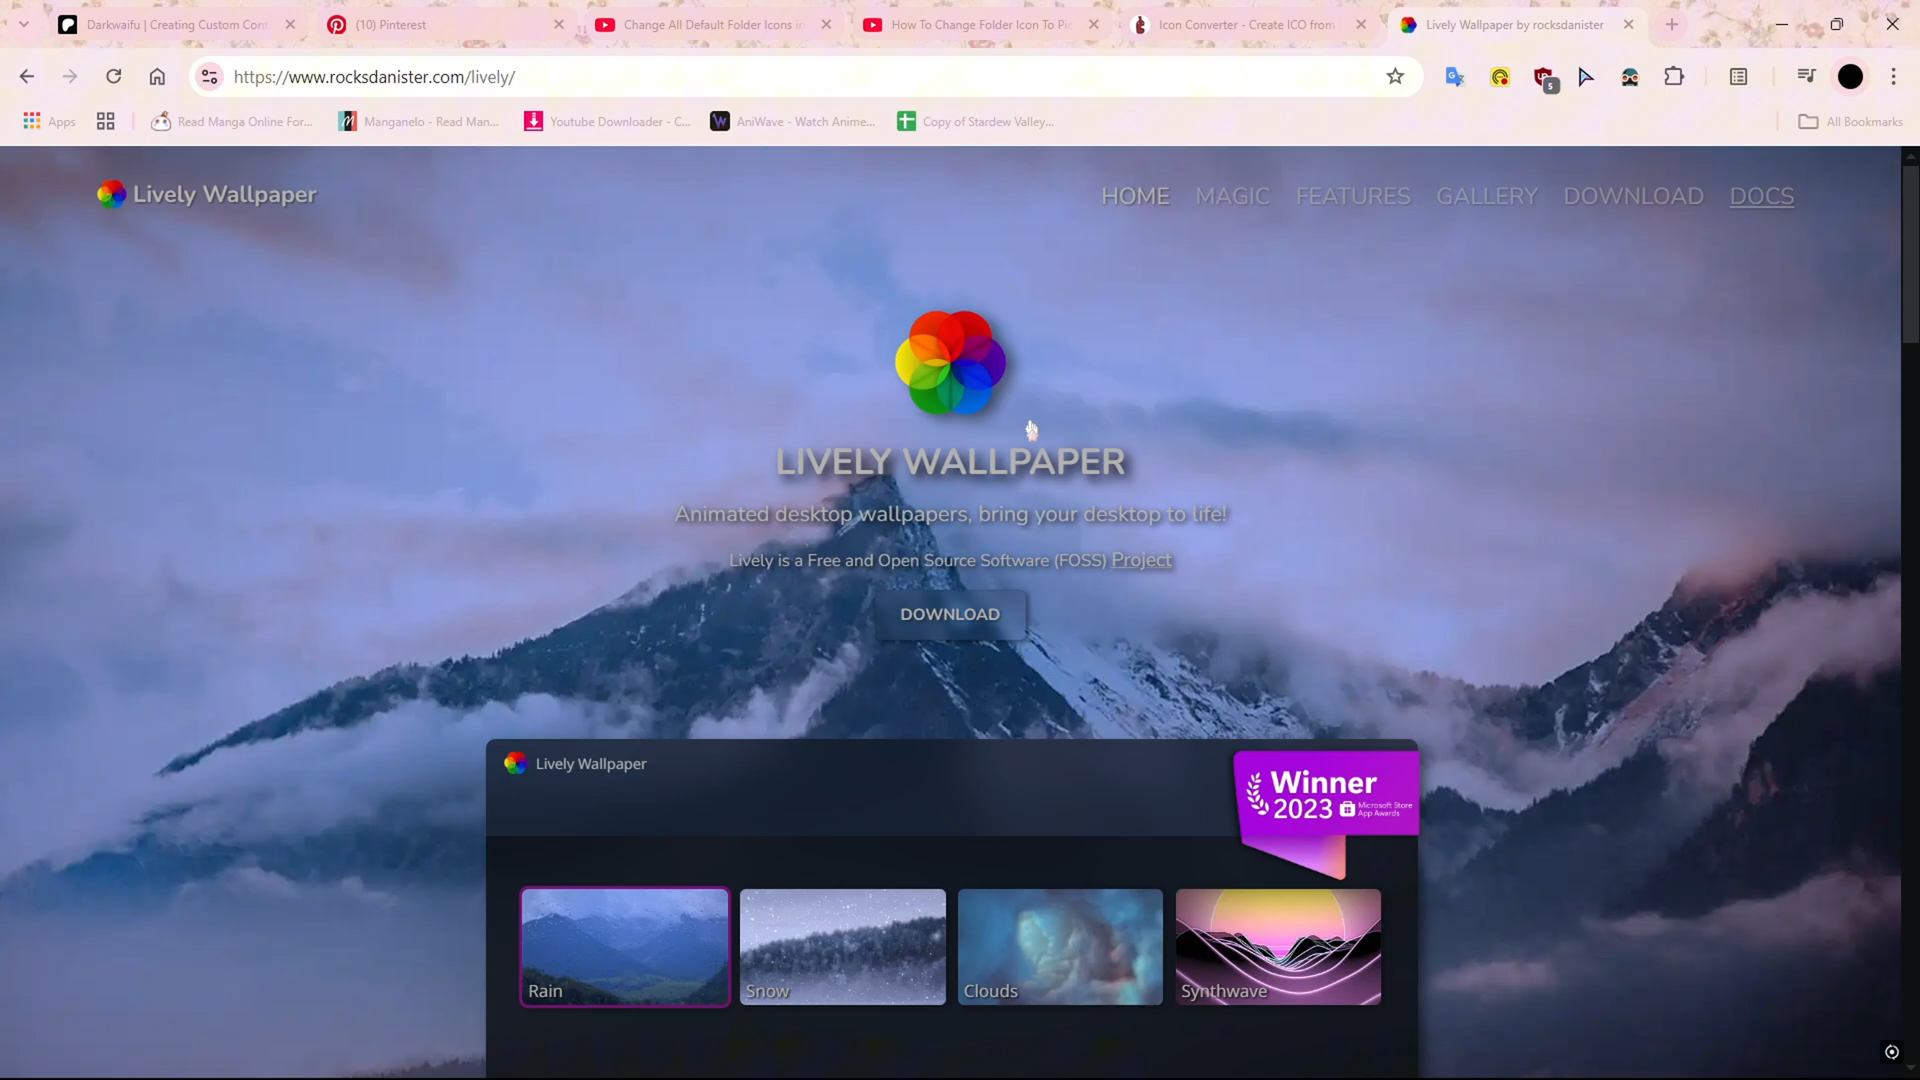 Darkwaifu | Creating Custom Cont
(10) Pinterest
Change All Default Folder Icons in
How To Change Folder Icon To Pic
Icon Converter - Create ICO from
Lively Wallpaper by rocksdanister
https://www.rocksdanister.com/lively/
5
Apps
Read Manga Online For...
Manganelo - Read Man...
Youtube Downloader - C...
AniWave - Watch Anime...
Copy of Stardew Valley...
All Bookmarks
Lively Wallpaper
HOME
MAGIC
FEATURES
GALLERY
DOWNLOAD
DOCS
LIVELY WALLPAPER
Animated desktop wallpapers, bring your desktop to life!
Lively is a Free and Open Source Software (FOSS) Project
DOWNLOAD
Lively Wallpaper
Winner
2023
Microsoft Store
App Awards
Rain
Snow
Clouds
Synthwave